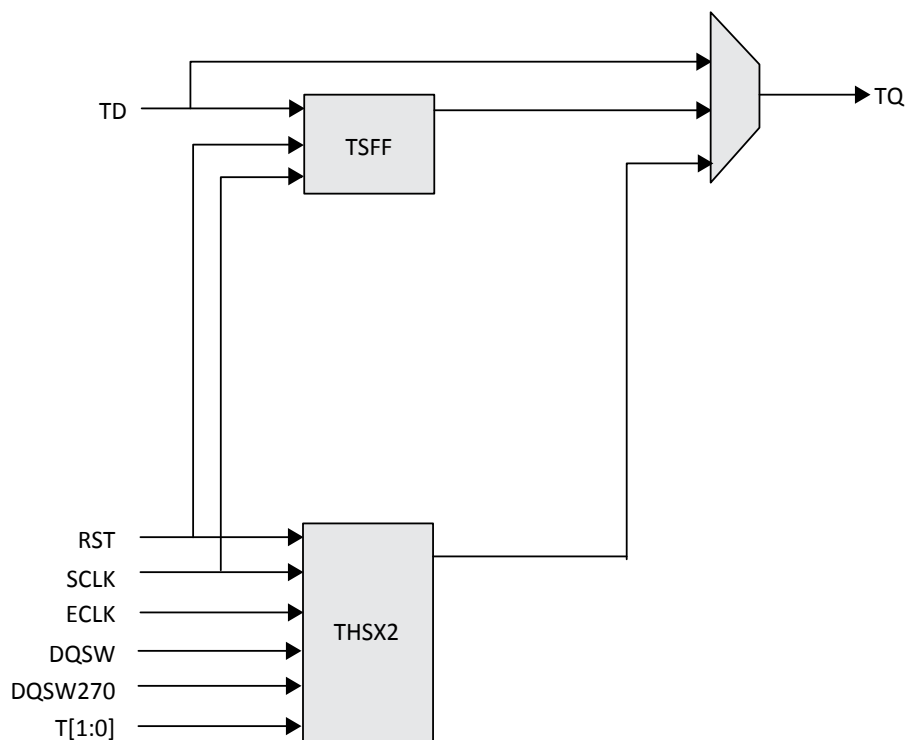 TD
TSFF
TQ
RST
SCLK
ECLK
DQSW
DQSW270
T[1:0]
THSX2